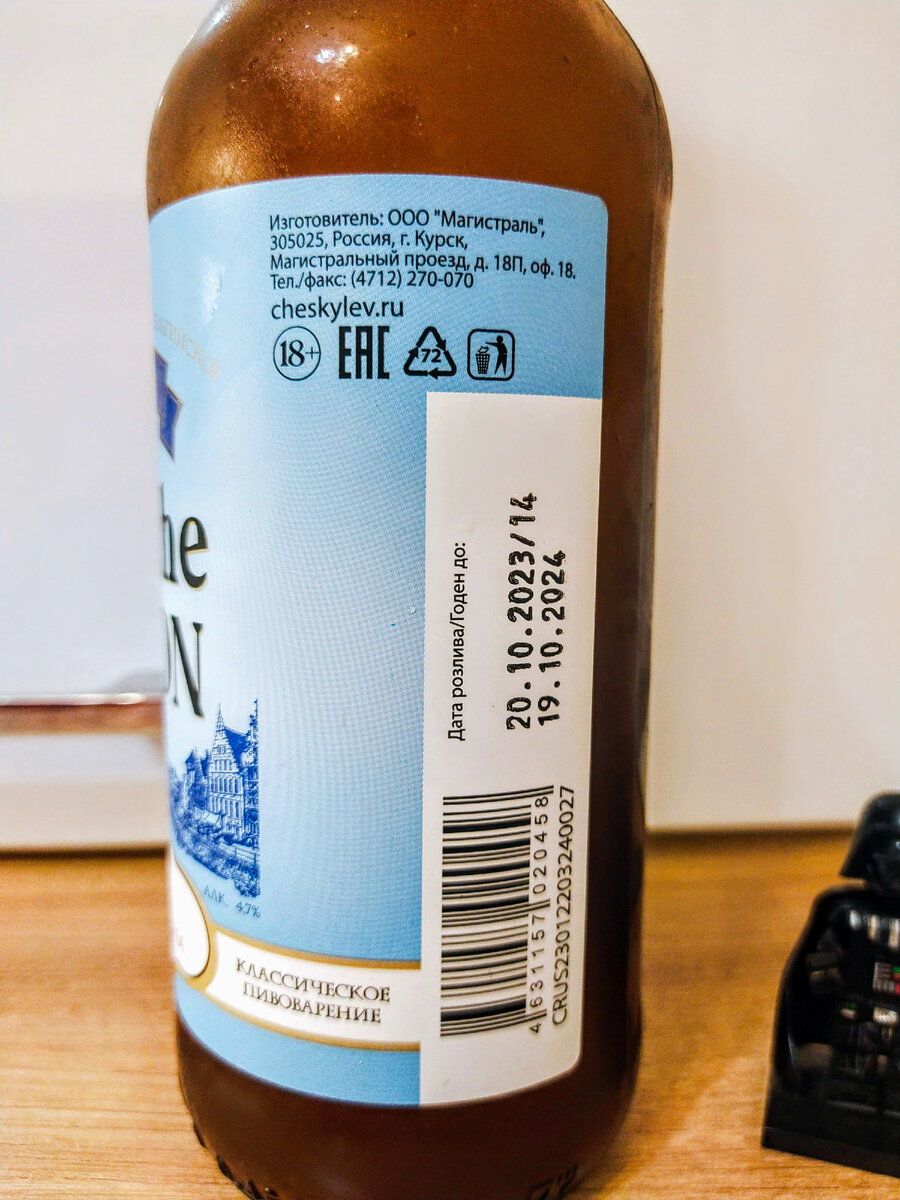 Изготовитель: ООО "Магистраль",
305025, Россия, г. Курск,
Магистральный проезд, д. 18П, оф. 18.
Тел./факс: (4712) 270-070
cheskylev.ru
18+ ЕАС 72
he
ON
АЛК. 4,7%
КЛАССИЧЕСКОЕ
ПИВОВАРЕНИЕ
Дата розлива/Годен до:
20.10.2023/14
19.10.2024
4 631157 020458
CRUS23012203240027